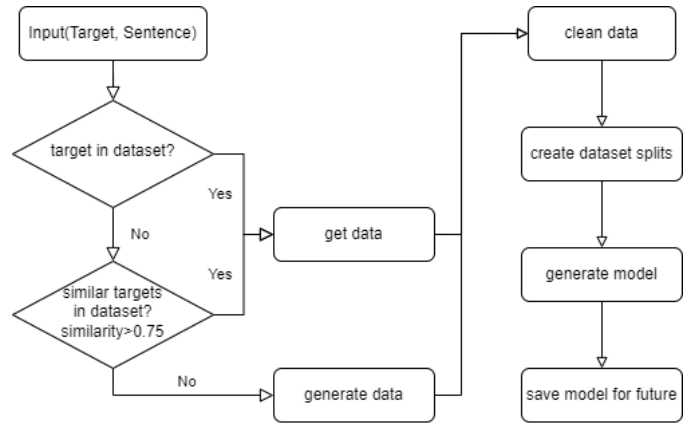 Input(Target, Sentence)
target in dataset?
Yes
No
similar targets
in dataset?
similarity>0.75
Yes
No
get data
generate data
clean data
create dataset splits
generate model
save model for future